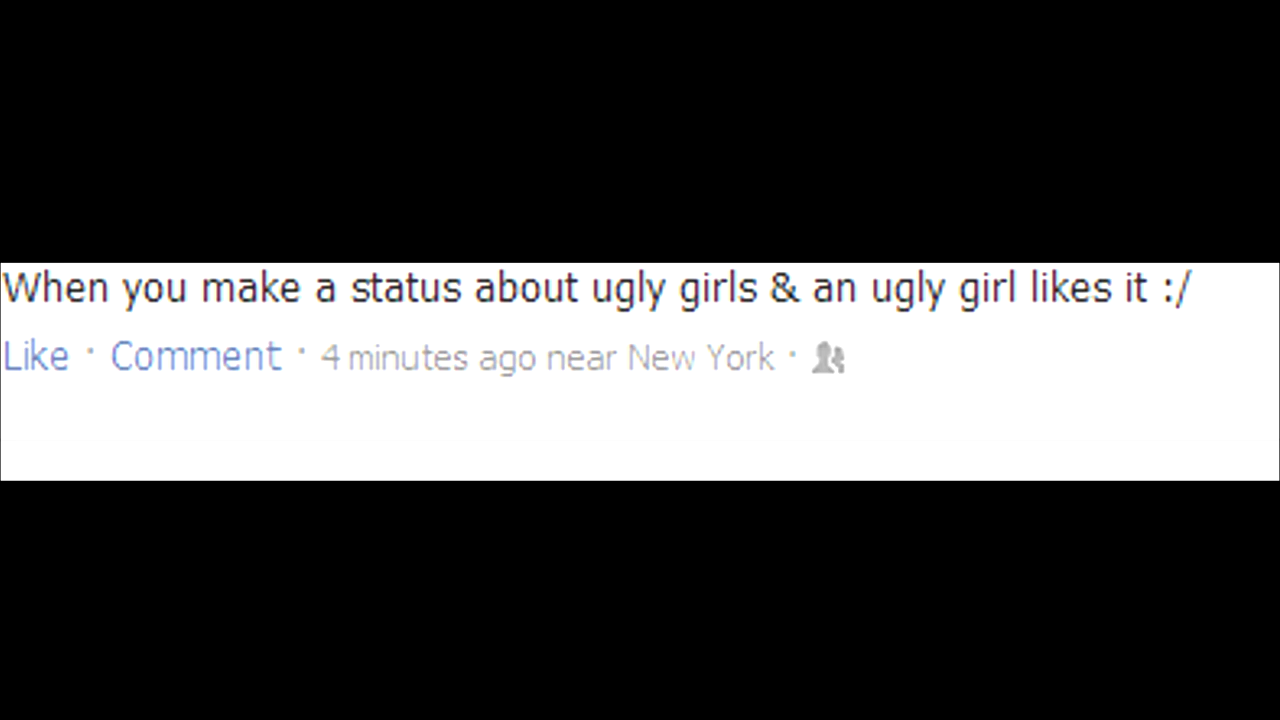 When you make a status about ugly girls & an ugly girl likes it :/
Like · Comment · 4 minutes ago near New York ·